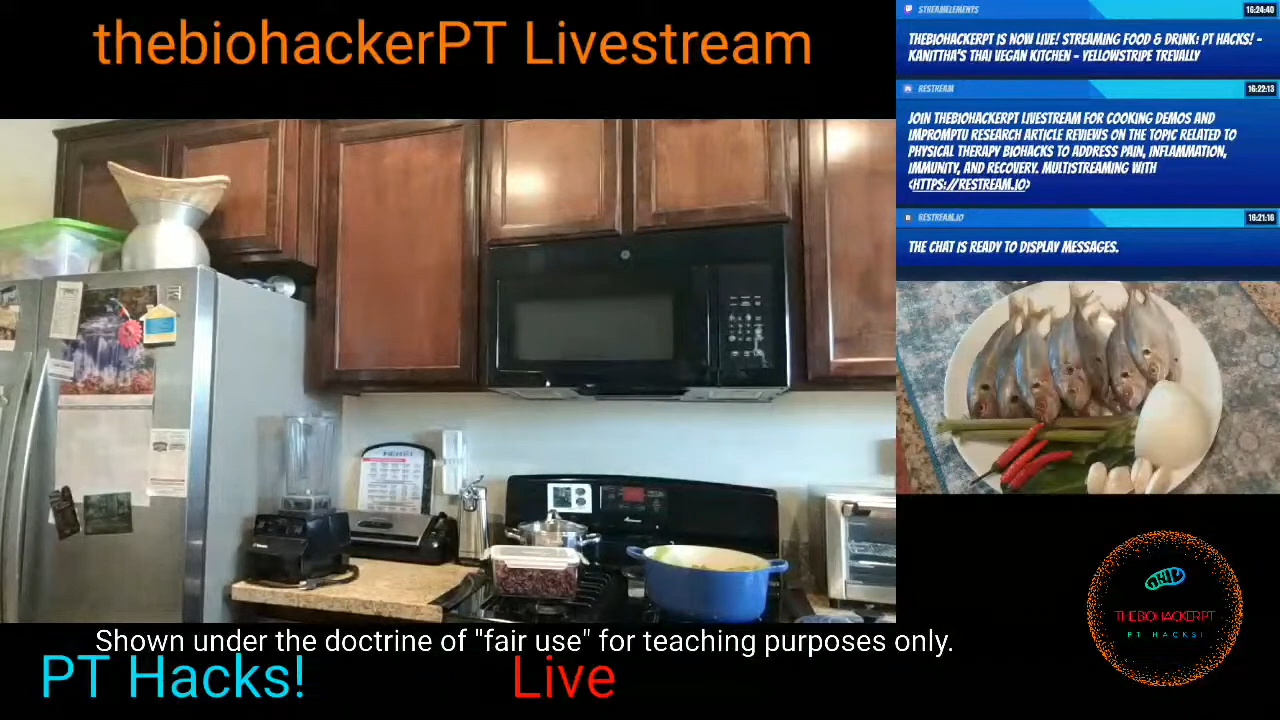 thebiohackerPT Livestream
STREAMELEMENTS
16:24:40
THEBIOHACKERPT IS NOW LIVE! STREAMING FOOD & DRINK: PT HACKS! -
KANITTHA'S THAI VEGAN KITCHEN - YELLOWSTRIPE TREVALLY
RESTREAM
16:22:13
JOIN THEBIOHACKERPT LIVESTREAM FOR COOKING DEMOS AND
IMPROMPTU RESEARCH ARTICLE REVIEWS ON THE TOPIC RELATED TO
PHYSICAL THERAPY BIOHACKS TO ADDRESS PAIN, INFLAMMATION,
IMMUNITY, AND RECOVERY. MULTISTREAMING WITH
<HTTPS://RESTREAM.IO>
RESTREAM.IO
16:21:16
THE CHAT IS READY TO DISPLAY MESSAGES.
THEBIOHACKERPT
PT HACKS!
Shown under the doctrine of "fair use" for teaching purposes only.
PT Hacks!
Live